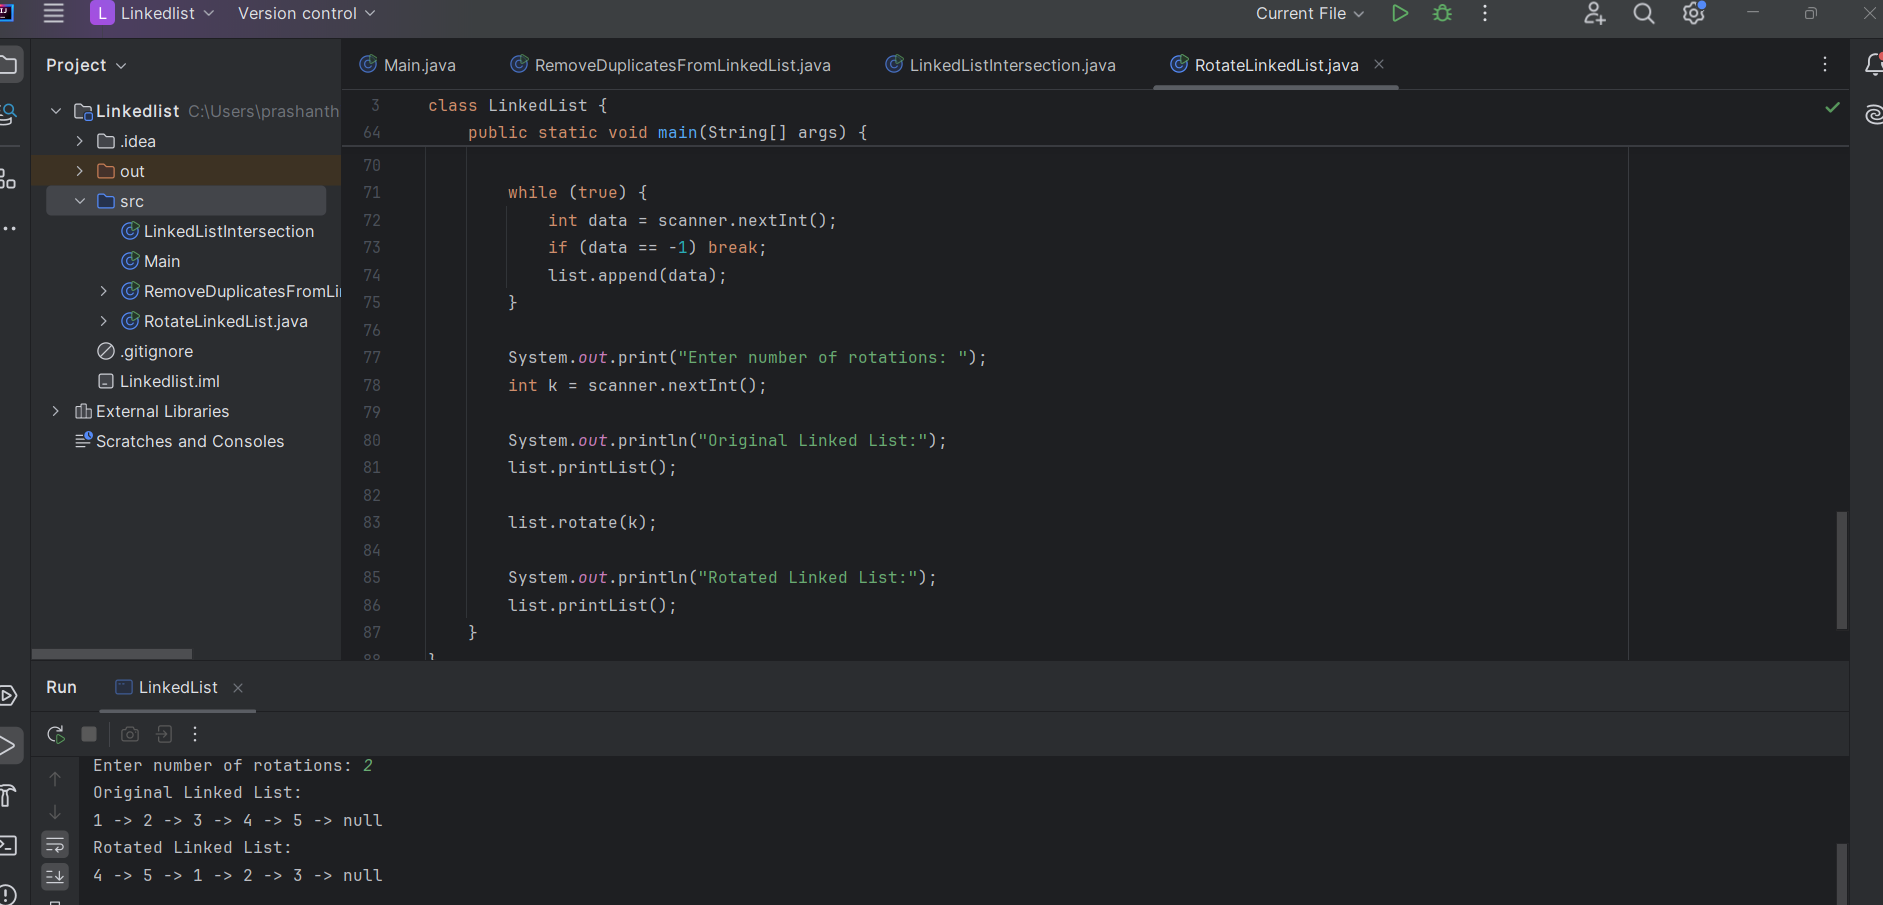 L Linkedlist Version control Current File
Project
Main.java RemoveDuplicatesFromLinkedList.java LinkedListIntersection.java RotateLinkedList.java
Linkedlist C:\Users\prashanth
.idea
out
src
LinkedListIntersection
Main
RemoveDuplicatesFromLi
RotateLinkedList.java
.gitignore
Linkedlist.iml
External Libraries
Scratches and Consoles
3 class LinkedList {
64 public static void main(String[] args) {
70
71 while (true) {
72 int data = scanner.nextInt();
73 if (data == -1) break;
74 list.append(data);
75 }
76
77 System.out.print("Enter number of rotations: ");
78 int k = scanner.nextInt();
79
80 System.out.println("Original Linked List:");
81 list.printList();
82
83 list.rotate(k);
84
85 System.out.println("Rotated Linked List:");
86 list.printList();
87 }
88 }
Run LinkedList
Enter number of rotations: 2
Original Linked List:
1 -> 2 -> 3 -> 4 -> 5 -> null
Rotated Linked List:
4 -> 5 -> 1 -> 2 -> 3 -> null